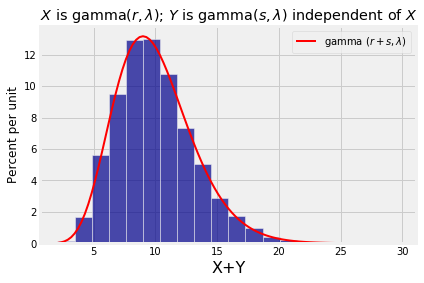 X is gamma(r, λ); Y is gamma(s, λ) independent of X
gamma (r + s, λ)
Percent per unit
12
10
8
6
4
2
0
5 10 15 20 25 30
X+Y